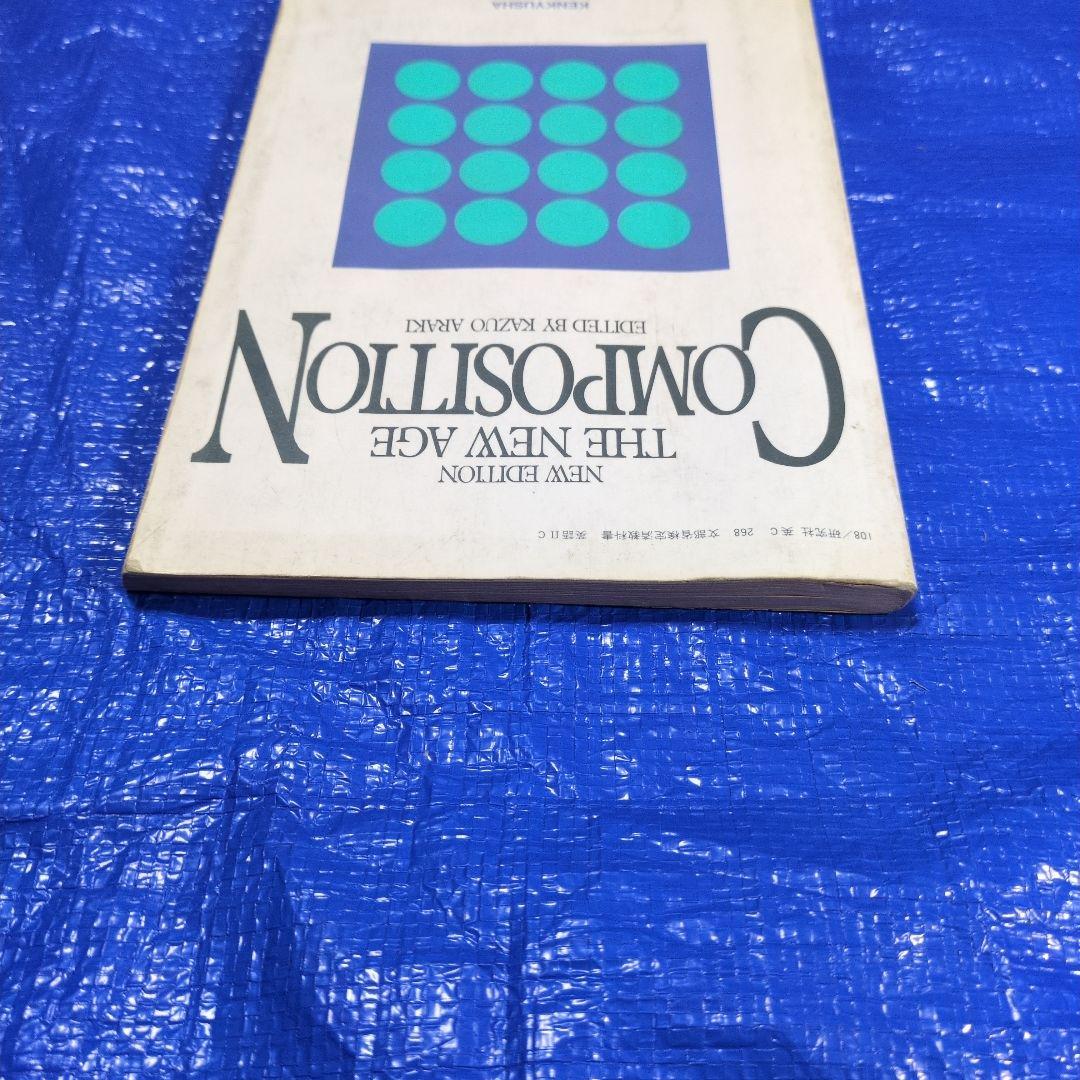 108/研究社 英C 268 文部省検定済教科書 英語II C
NEW EDITION
THE NEW AGE
COMPOSITION
EDITED BY KAZUO ARAKI
KENKYUSHA